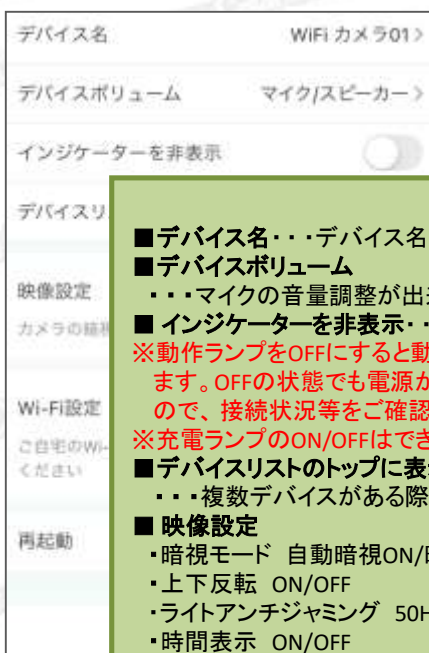 デバイス名 WiFi カメラ01>
デバイスボリューム マイク/スピーカー>
インジケーターを非表示
デバイスリ
映像設定
カメラの暗視
Wi-Fi設定
ご自宅のWi-
ください
再起動
■デバイス名・・・デバイス名
■デバイスボリューム
・・・マイクの音量調整が出
■ インジケーターを非表示・・
※動作ランプをOFFにすると動
ます。OFFの状態でも電源が
ので、接続状況等をご確認
※充電ランプのON/OFFはでき
■デバイスリストのトップに表
・・・複数デバイスがある際
■ 映像設定
・暗視モード 自動暗視ON/
・上下反転 ON/OFF
・ライトアンチジャミング 50H
・時間表示 ON/OFF